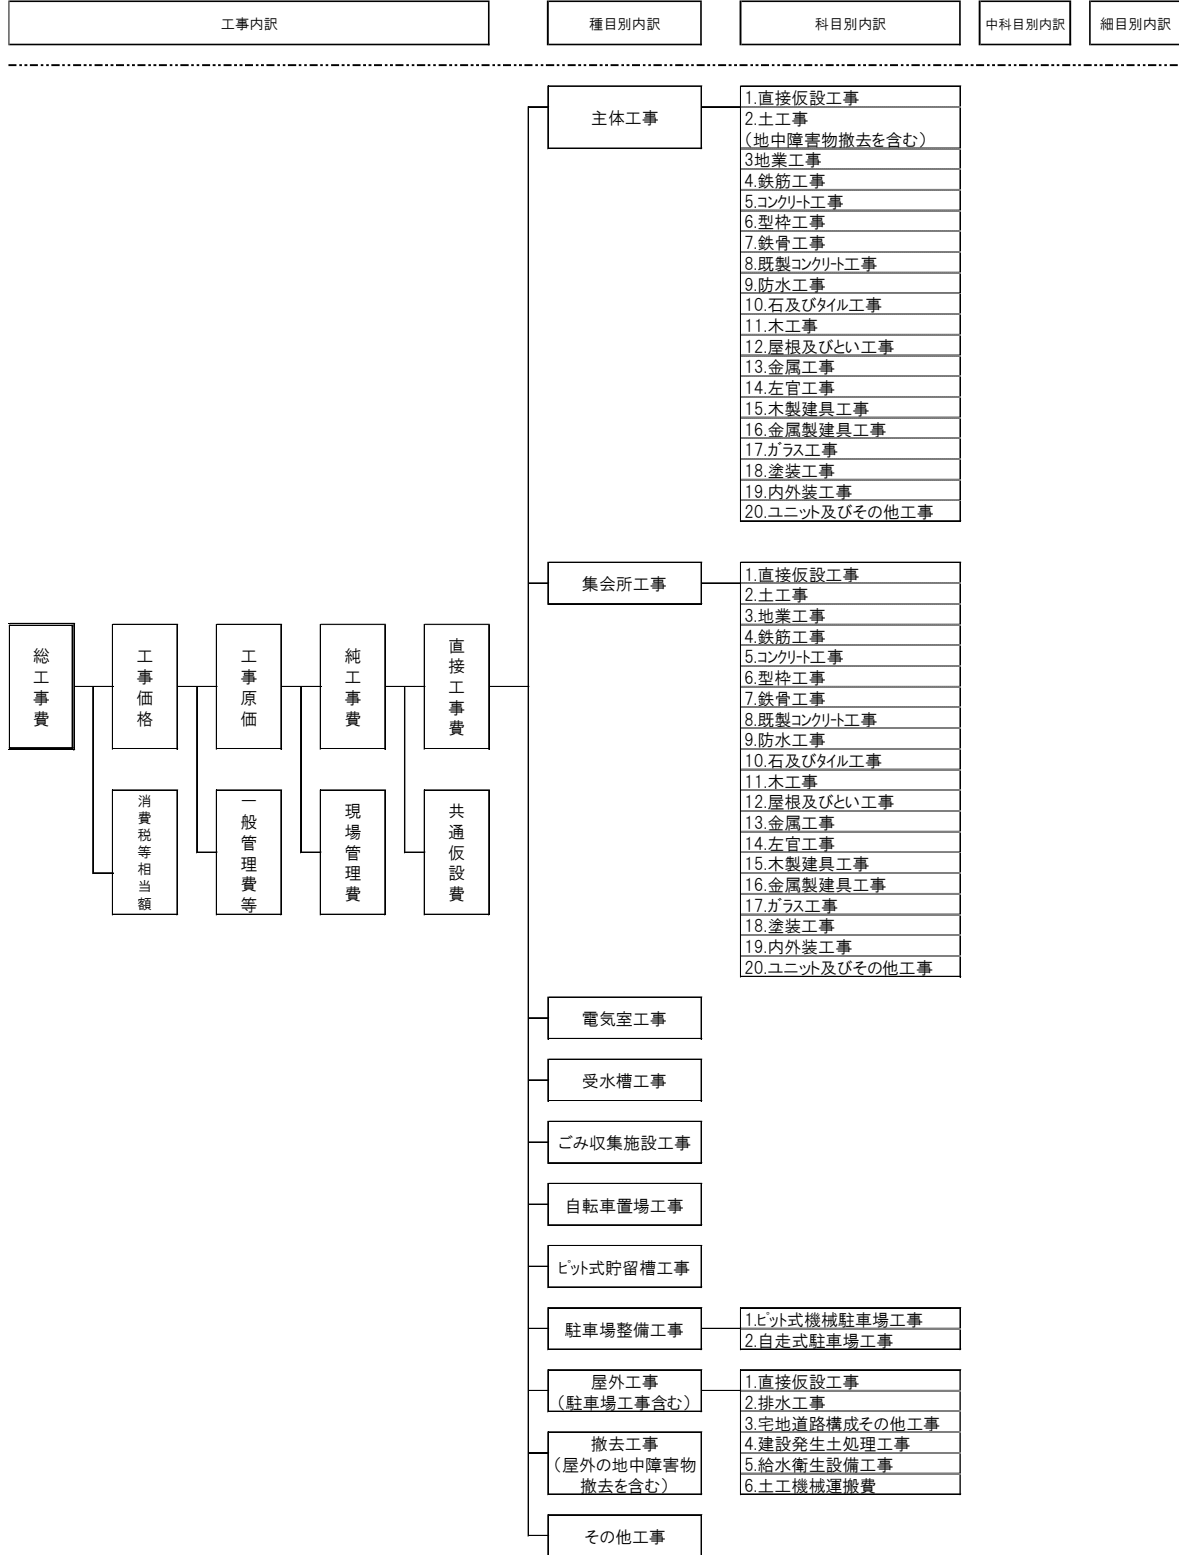 工事内訳
種目別内訳
科目別内訳
中科目別内訳
細目別内訳
総工事費
工事価格
消費税等相当額
工事原価
一般管理費等
純工事費
現場管理費
直接工事費
共通仮設費
主体工事
1.直接仮設工事
2.土工事
(地中障害物撤去を含む)
3地業工事
4.鉄筋工事
5.ｺﾝｸﾘｰﾄ工事
6.型枠工事
7.鉄骨工事
8.既製ｺﾝｸﾘｰﾄ工事
9.防水工事
10.石及びﾀｲﾙ工事
11.木工事
12.屋根及びとい工事
13.金属工事
14.左官工事
15.木製建具工事
16.金属製建具工事
17.ｶﾞﾗｽ工事
18.塗装工事
19.内外装工事
20.ユニット及びその他工事
集会所工事
1.直接仮設工事
2.土工事
3.地業工事
4.鉄筋工事
5.ｺﾝｸﾘｰﾄ工事
6.型枠工事
7.鉄骨工事
8.既製ｺﾝｸﾘｰﾄ工事
9.防水工事
10.石及びﾀｲﾙ工事
11.木工事
12.屋根及びとい工事
13.金属工事
14.左官工事
15.木製建具工事
16.金属製建具工事
17.ｶﾞﾗｽ工事
18.塗装工事
19.内外装工事
20.ユニット及びその他工事
電気室工事
受水槽工事
ごみ収集施設工事
自転車置場工事
ﾋﾟｯﾄ式貯留槽工事
駐車場整備工事
1.ﾋﾟｯﾄ式機械駐車場工事
2.自走式駐車場工事
屋外工事
(駐車場工事含む)
1.直接仮設工事
2.排水工事
3.宅地道路構成その他工事
4.建設発生土処理工事
5.給水衛生設備工事
6.土工機械運搬費
撤去工事
(屋外の地中障害物
撤去を含む)
その他工事